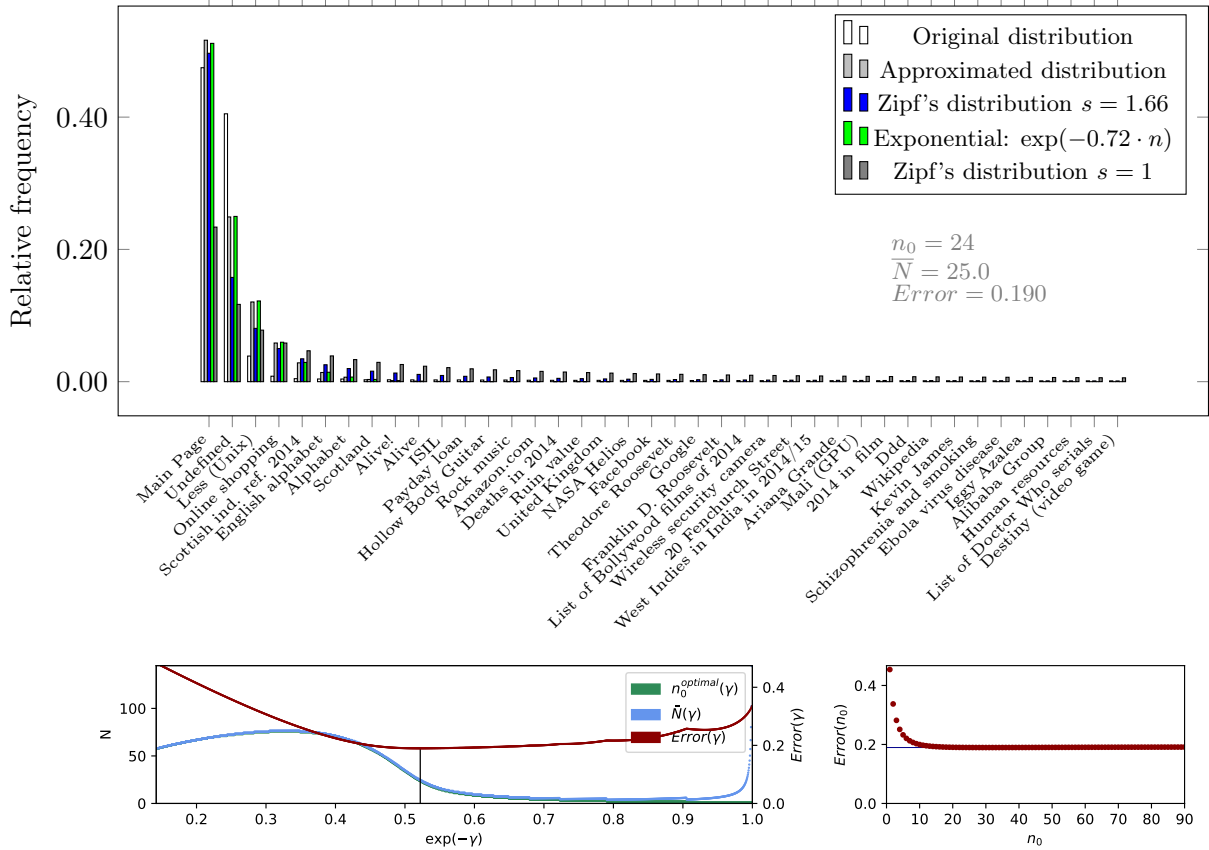 Original distribution
Approximated distribution
Zipf's distribution s = 1.66
Exponential: exp(−0.72 · n)
Zipf's distribution s = 1
Relative frequency
0.40
0.20
0.00
n₀ = 24
N̅ = 25.0
Error = 0.190
Main Page
Undefined
Less (Unix)
Online shopping
Scottish ind. ref. 2014
English alphabet
Alphabet
Scotland
Alive!
Alive
ISIL
Payday loan
Hollow Body Guitar
Rock music
Amazon.com
Deaths in 2014
Ruin value
United Kingdom
NASA Helios
Facebook
Theodore Roosevelt
Google
Franklin D. Roosevelt
List of Bollywood films of 2014
Wireless security camera
20 Fenchurch Street
West Indies in India in 2014/15
Ariana Grande
Mali (GPU)
2014 in film
Ddd
Wikipedia
Kevin James
Schizophrenia and smoking
Ebola virus disease
Iggy Azalea
Alibaba Group
Human resources
List of Doctor Who serials
Destiny (video game)
N
100
50
0
0.2 0.3 0.4 0.5 0.6 0.7 0.8 0.9 1.0
exp(−γ)
n₀^optimal(γ)
N̄(γ)
Error(γ)
0.4
0.2
0.0
Error(γ)
Error(n₀)
0.4
0.2
0.0
0 10 20 30 40 50 60 70 80 90
n₀